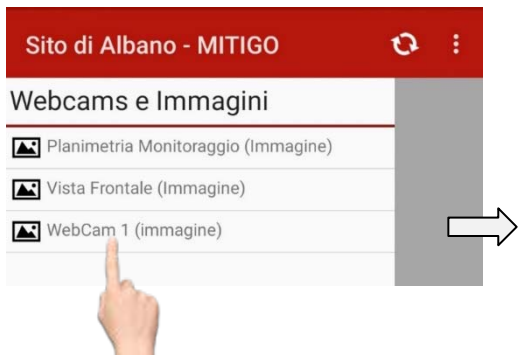 Sito di Albano - MITIGO
Webcams e Immagini
Planimetria Monitoraggio (Immagine)
Vista Frontale (Immagine)
WebCam 1 (immagine)